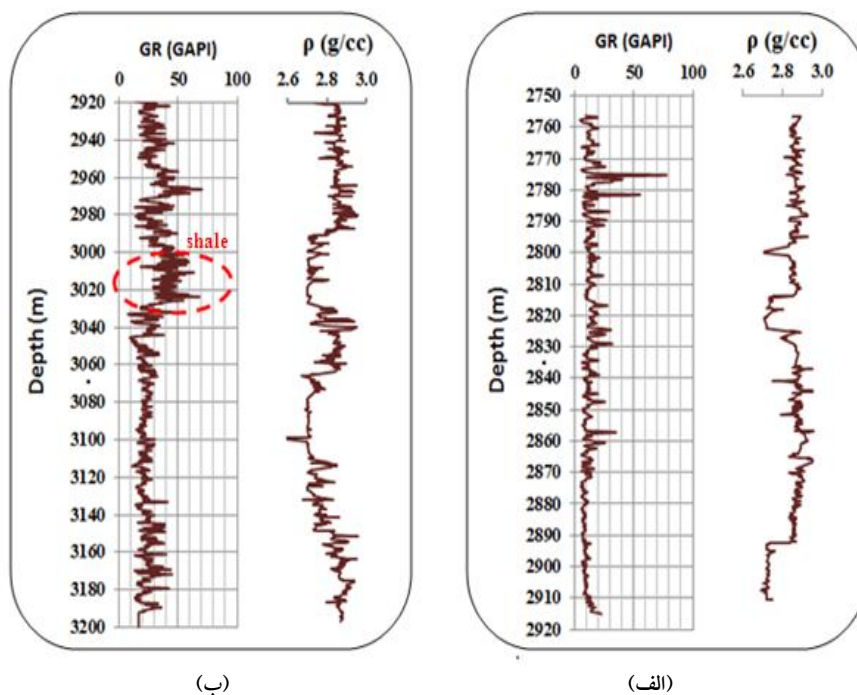 GR (GAPI)
0 50 100
ρ (g/cc)
2.6 2.8 3.0
Depth (m)
2920
2940
2960
2980
3000
3020
3040
3060
3080
3100
3120
3140
3160
3180
3200
shale
(ب)
GR (GAPI)
0 50 100
ρ (g/cc)
2.6 2.8 3.0
Depth (m)
2750
2760
2770
2780
2790
2800
2810
2820
2830
2840
2850
2860
2870
2880
2890
2900
2910
2920
(الف)